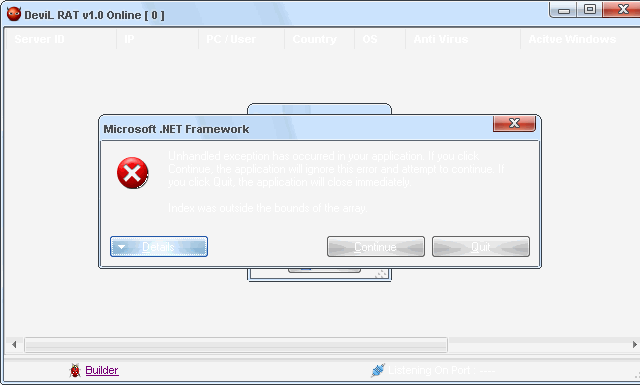 DeviL RAT v1.0 Online [ 0 ]
Server ID IP PC / User Country OS Anti Virus Acitve Windows
Microsoft .NET Framework
Unhandled exception has occurred in your application. If you click
Continue, the application will ignore this error and attempt to continue. If
you click Quit, the application will close immediately.
Index was outside the bounds of the array.
Details Continue Quit
Builder Listening On Port : ----